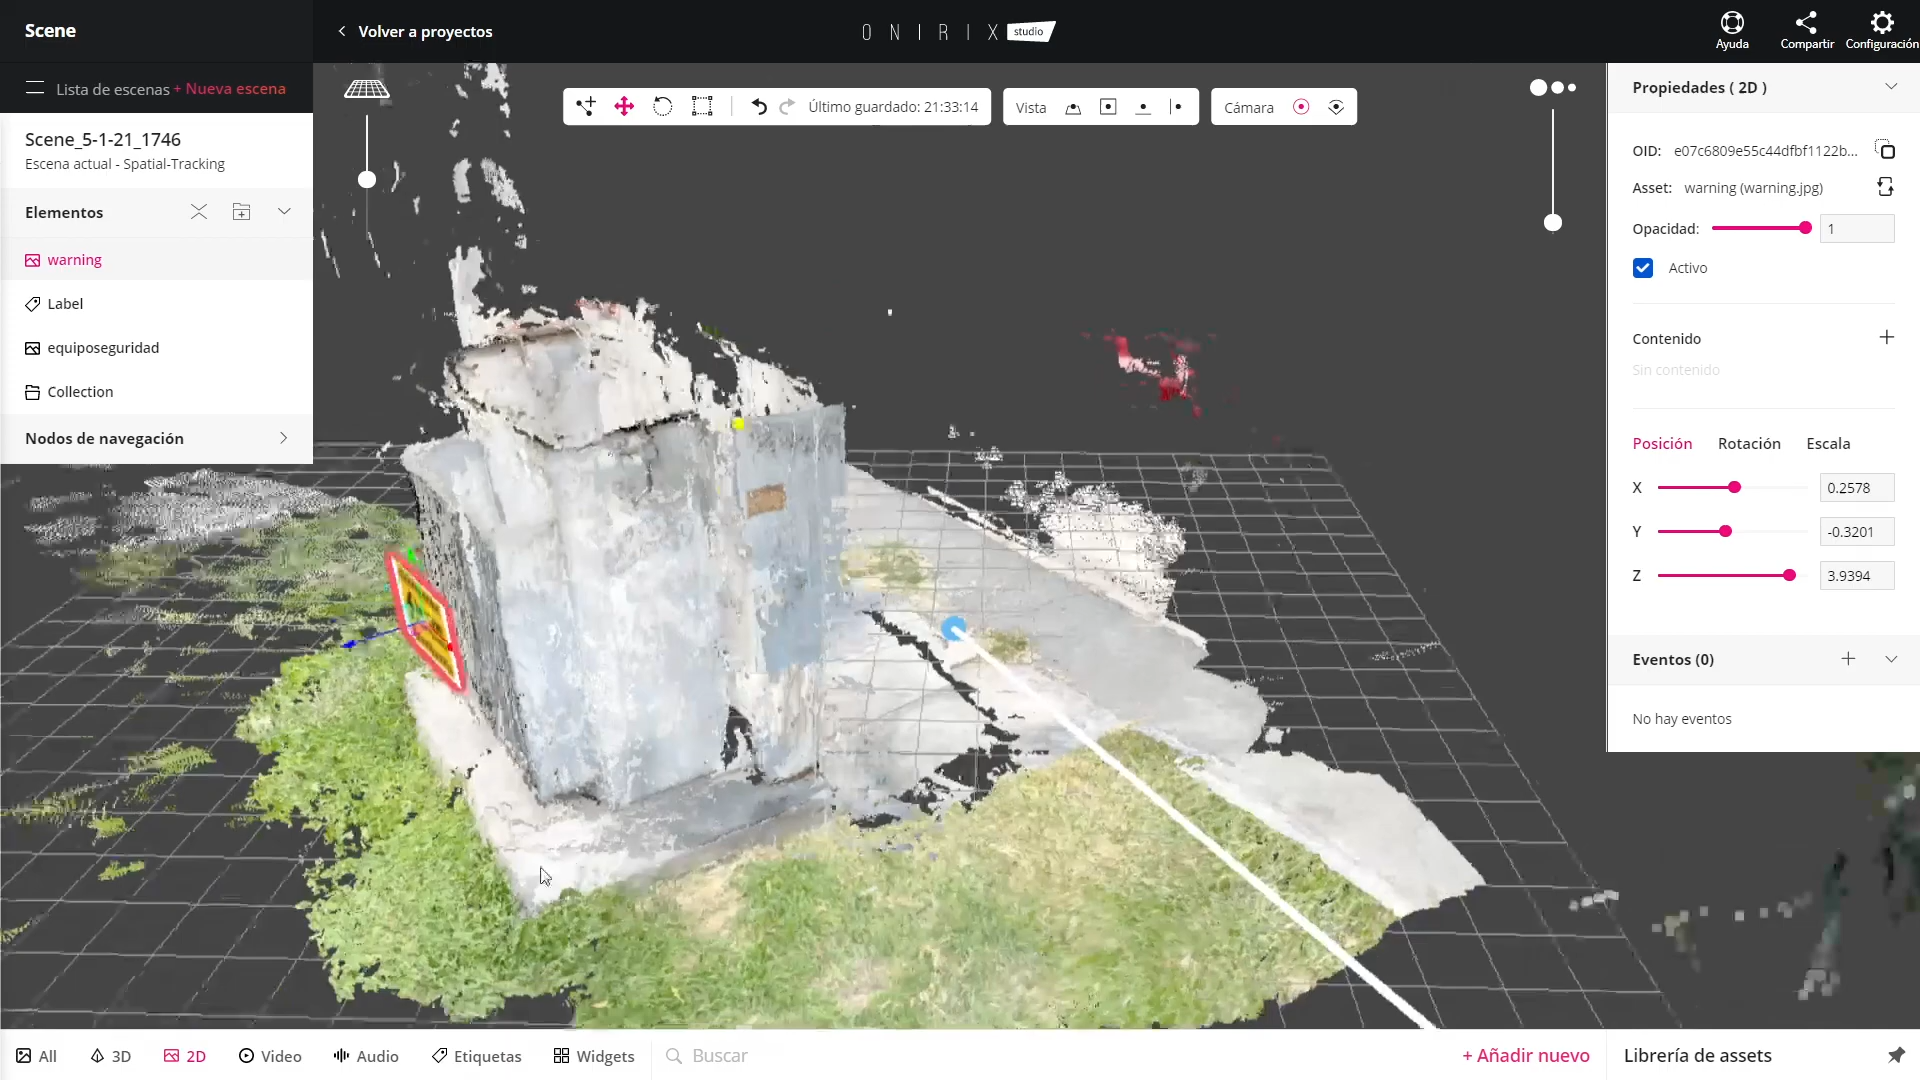 Scene
Volver a proyectos
ONIRIX studio
Ayuda
Compartir
Configuración
Lista de escenas + Nueva escena
Scene_5-1-21_1746
Escena actual - Spatial-Tracking
Elementos
warning
Label
equiposeguridad
Collection
Nodos de navegación
Último guardado: 21:33:14
Vista
Cámara
Propiedades ( 2D )
OID: e07c6809e55c44dfbf1122b...
Asset: warning (warning.jpg)
Opacidad: 1
Activo
Contenido
Sin contenido
Posición Rotación Escala
X 0.2578
Y -0.3201
Z 3.9394
Eventos (0)
No hay eventos
All 3D 2D Video Audio Etiquetas Widgets Buscar + Añadir nuevo Librería de assets